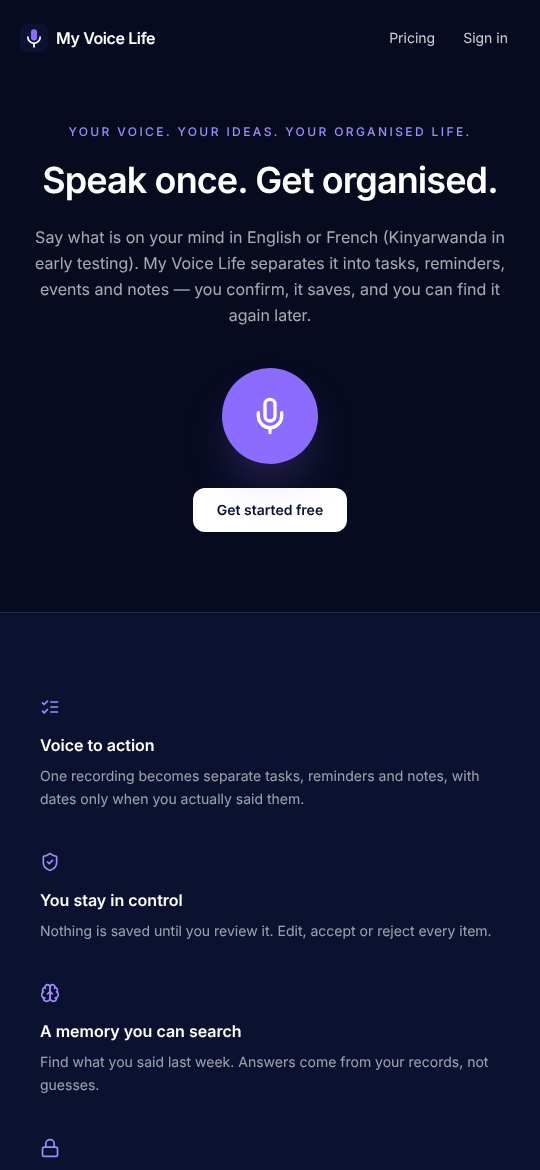 My Voice Life
Pricing
Sign in
YOUR VOICE. YOUR IDEAS. YOUR ORGANISED LIFE.
Speak once. Get organised.
Say what is on your mind in English or French (Kinyarwanda in
early testing). My Voice Life separates it into tasks, reminders,
events and notes — you confirm, it saves, and you can find it
again later.
Get started free
Voice to action
One recording becomes separate tasks, reminders and notes, with
dates only when you actually said them.
You stay in control
Nothing is saved until you review it. Edit, accept or reject every item.
A memory you can search
Find what you said last week. Answers come from your records, not
guesses.